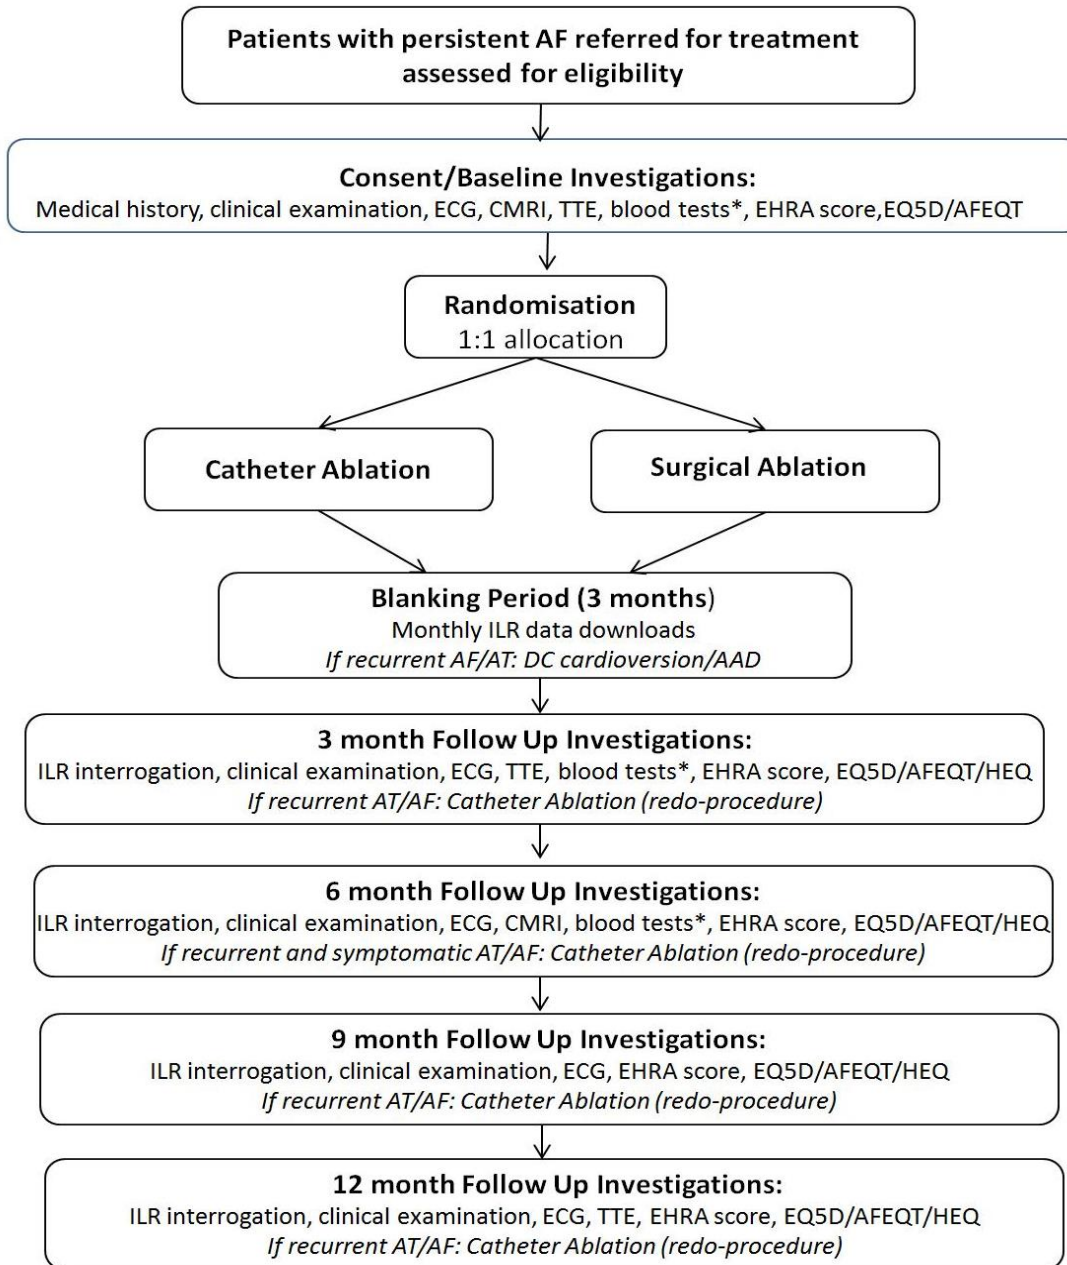 Patients with persistent AF referred for treatment
assessed for eligibility
Consent/Baseline Investigations:
Medical history, clinical examination, ECG, CMRI, TTE, blood tests*, EHRA score,EQ5D/AFEQT
Randomisation
1:1 allocation
Catheter Ablation
Surgical Ablation
Blanking Period (3 months)
Monthly ILR data downloads
If recurrent AF/AT: DC cardioversion/AAD
3 month Follow Up Investigations:
ILR interrogation, clinical examination, ECG, TTE, blood tests*, EHRA score, EQ5D/AFEQT/HEQ
If recurrent AT/AF: Catheter Ablation (redo-procedure)
6 month Follow Up Investigations:
ILR interrogation, clinical examination, ECG, CMRI, blood tests*, EHRA score, EQ5D/AFEQT/HEQ
If recurrent and symptomatic AT/AF: Catheter Ablation (redo-procedure)
9 month Follow Up Investigations:
ILR interrogation, clinical examination, ECG, EHRA score, EQ5D/AFEQT/HEQ
If recurrent AT/AF: Catheter Ablation (redo-procedure)
12 month Follow Up Investigations:
ILR interrogation, clinical examination, ECG, TTE, EHRA score, EQ5D/AFEQT/HEQ
If recurrent AT/AF: Catheter Ablation (redo-procedure)